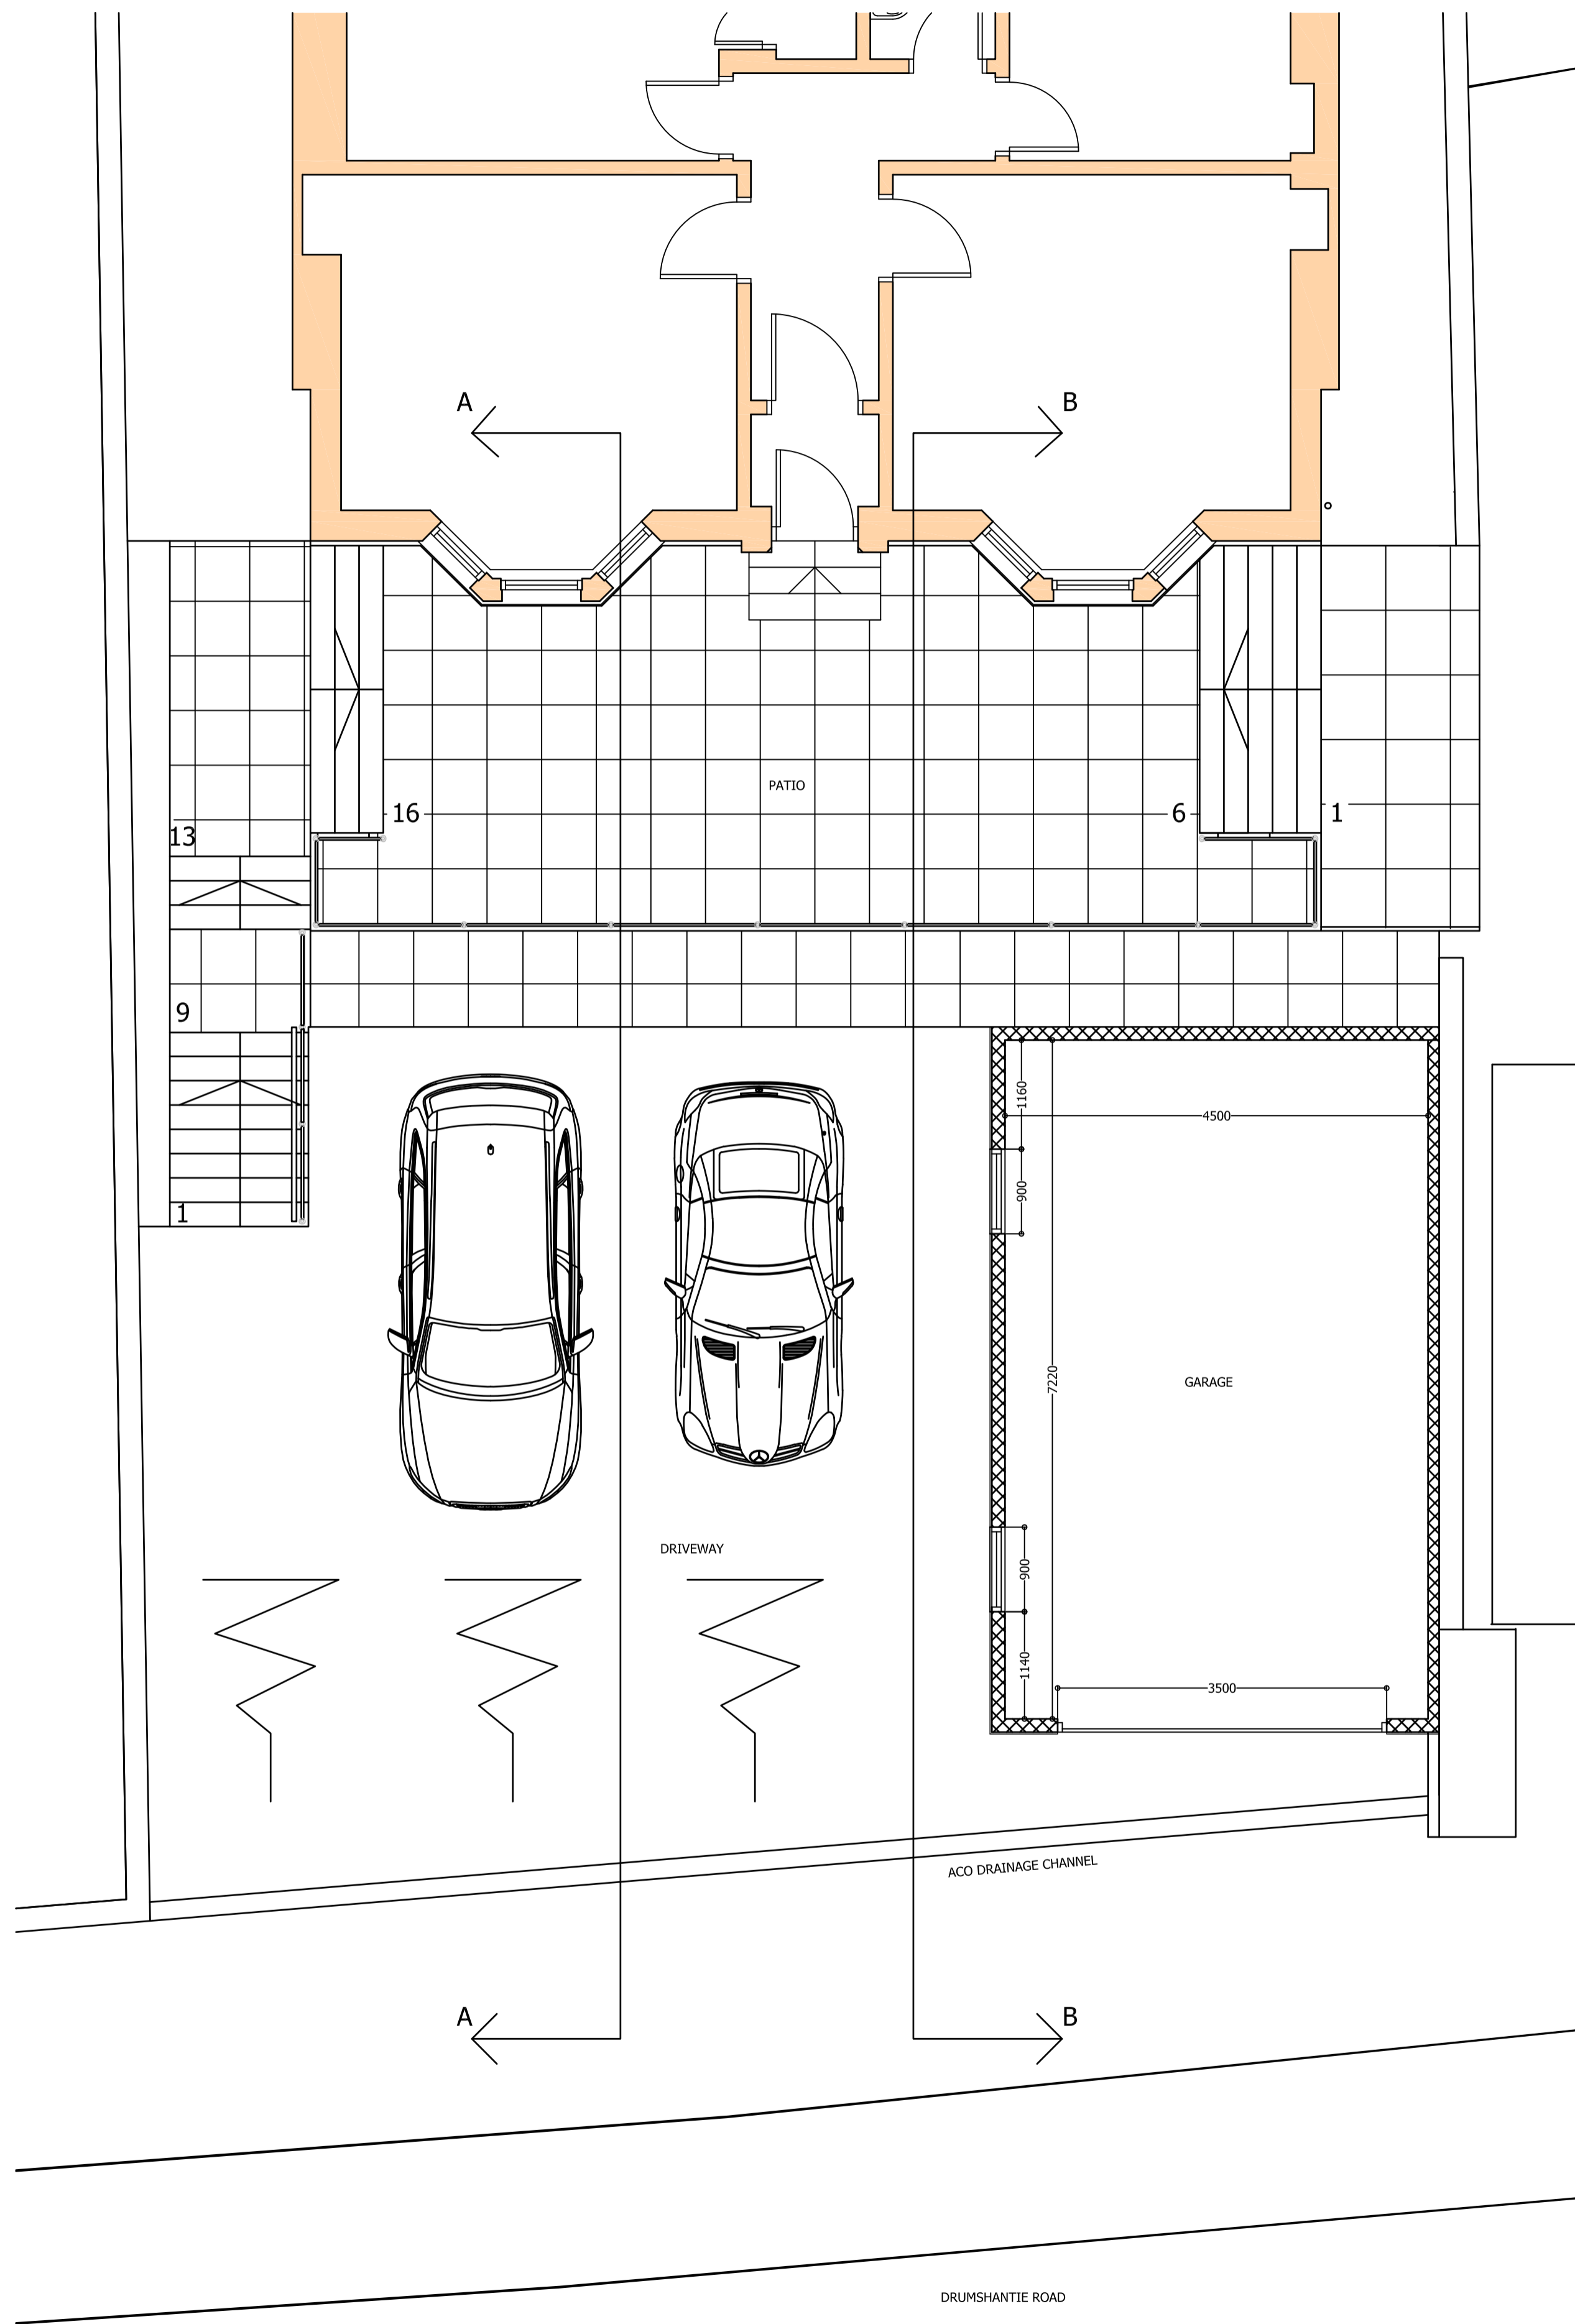 A
B
PATIO
16
6
1
13
9
1
1160
4500
900
7220
GARAGE
DRIVEWAY
900
1140
3500
ACO DRAINAGE CHANNEL
A
B
DRUMSHANTIE ROAD